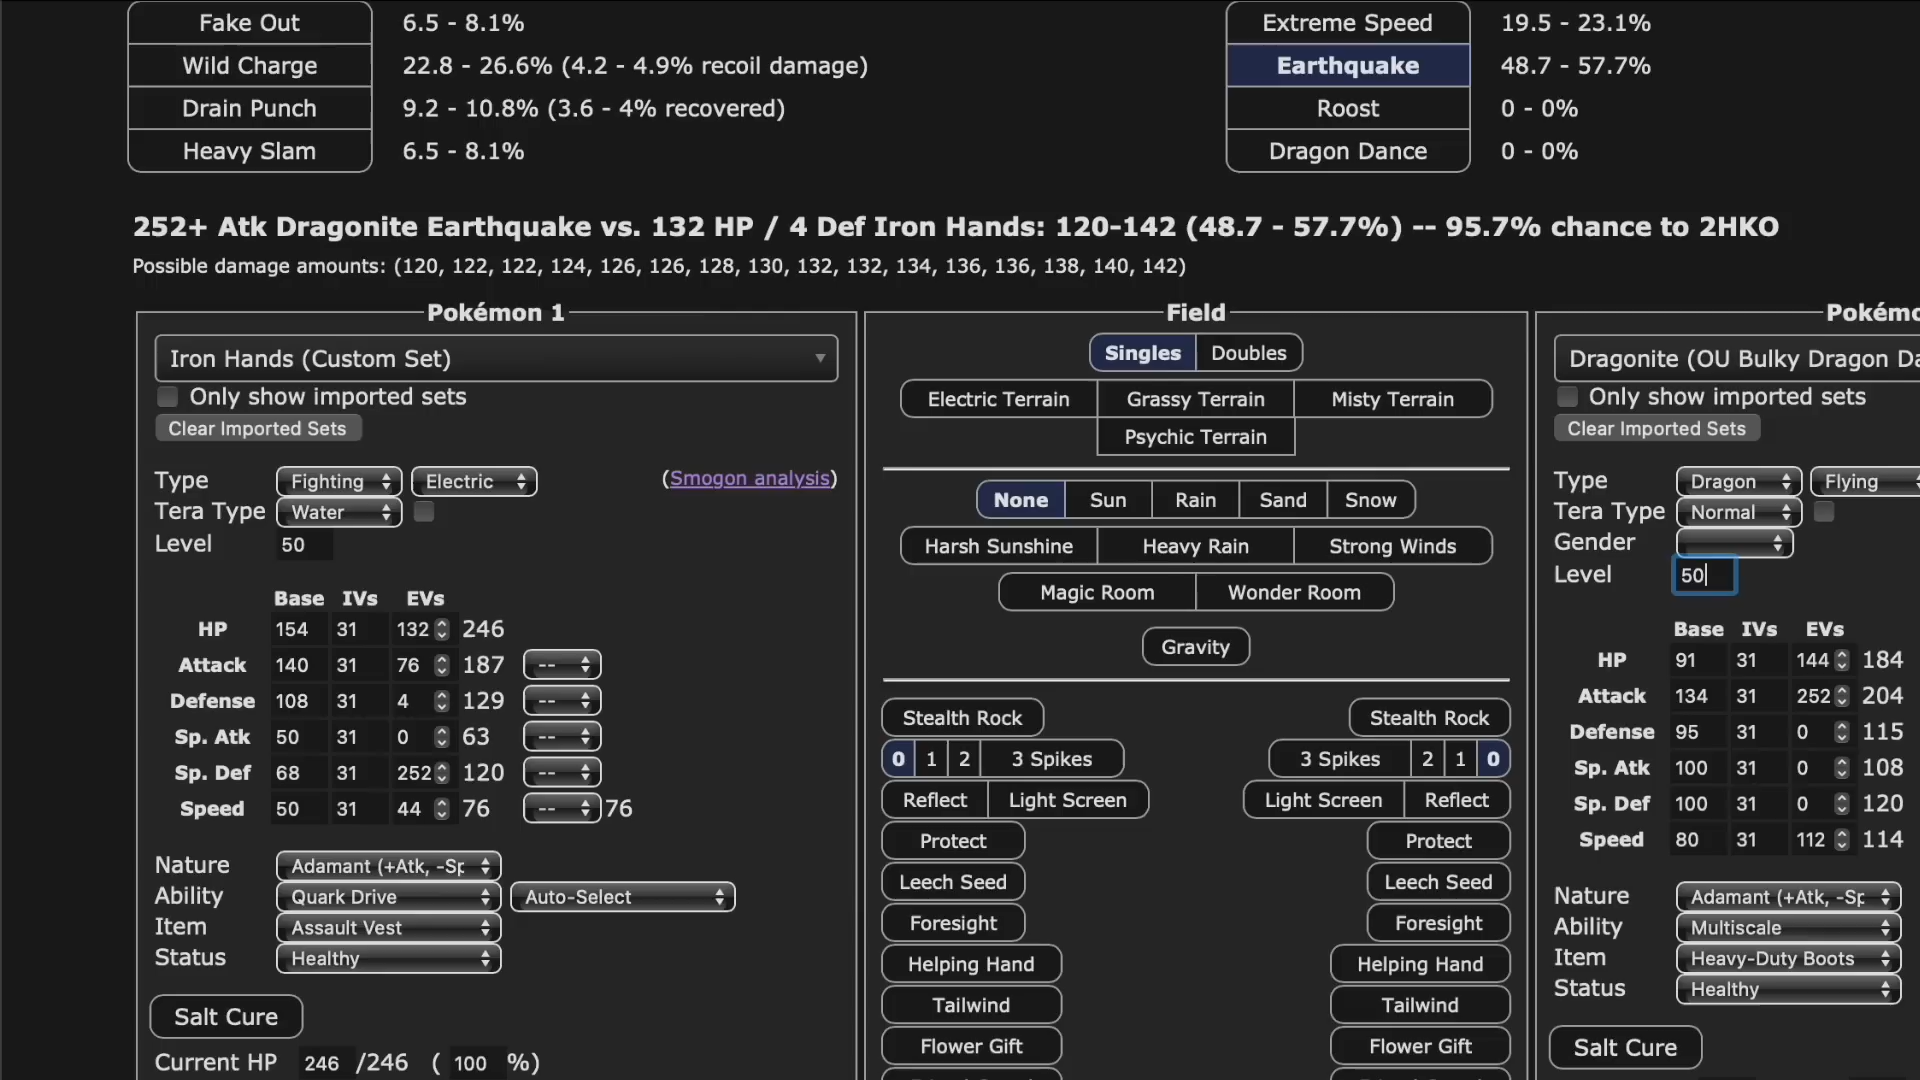 Fake Out 6.5 - 8.1%
Wild Charge 22.8 - 26.6% (4.2 - 4.9% recoil damage)
Drain Punch 9.2 - 10.8% (3.6 - 4% recovered)
Heavy Slam 6.5 - 8.1%
Extreme Speed 19.5 - 23.1%
Earthquake 48.7 - 57.7%
Roost 0 - 0%
Dragon Dance 0 - 0%
252+ Atk Dragonite Earthquake vs. 132 HP / 4 Def Iron Hands: 120-142 (48.7 - 57.7%) -- 95.7% chance to 2HKO
Possible damage amounts: (120, 122, 122, 124, 126, 126, 128, 130, 132, 132, 134, 136, 136, 138, 140, 142)
Pokémon 1
Iron Hands (Custom Set)
Only show imported sets
Clear Imported Sets
Type Fighting Electric (Smogon analysis)
Tera Type Water
Level 50
Base IVs EVs
HP 154 31 132 246
Attack 140 31 76 187 --
Defense 108 31 4 129 --
Sp. Atk 50 31 0 63 --
Sp. Def 68 31 252 120 --
Speed 50 31 44 76 -- 76
Nature Adamant (+Atk, -Sp
Ability Quark Drive Auto-Select
Item Assault Vest
Status Healthy
Salt Cure
Current HP 246 /246 ( 100 %)
Field
Singles Doubles
Electric Terrain Grassy Terrain Misty Terrain
Psychic Terrain
None Sun Rain Sand Snow
Harsh Sunshine Heavy Rain Strong Winds
Magic Room Wonder Room
Gravity
Stealth Rock Stealth Rock
0 1 2 3 Spikes 3 Spikes 2 1 0
Reflect Light Screen Light Screen Reflect
Protect Protect
Leech Seed Leech Seed
Foresight Foresight
Helping Hand Helping Hand
Tailwind Tailwind
Flower Gift Flower Gift
Pokémo
Dragonite (OU Bulky Dragon Da
Only show imported sets
Clear Imported Sets
Type Dragon Flying
Tera Type Normal
Gender
Level 50
Base IVs EVs
HP 91 31 144 184
Attack 134 31 252 204
Defense 95 31 0 115
Sp. Atk 100 31 0 108
Sp. Def 100 31 0 120
Speed 80 31 112 114
Nature Adamant (+Atk, -Sp
Ability Multiscale
Item Heavy-Duty Boots
Status Healthy
Salt Cure